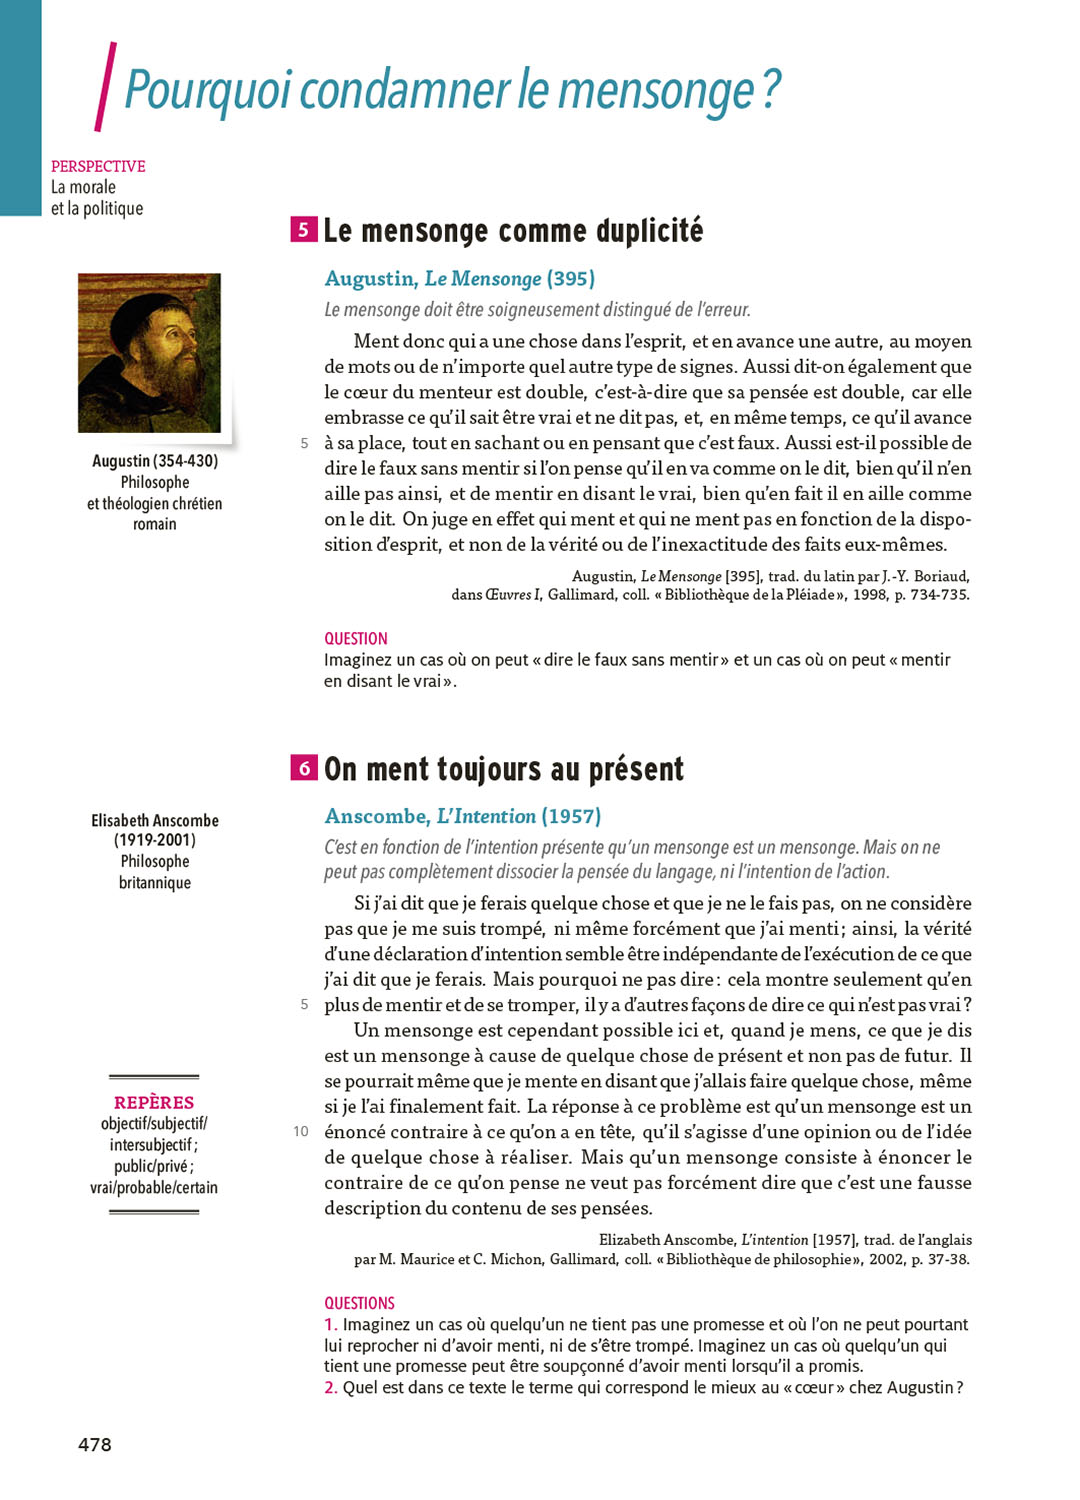 Pourquoi condamner le mensonge ?
PERSPECTIVE
La morale
et la politique
5 Le mensonge comme duplicité
Augustin, Le Mensonge (395)
Le mensonge doit être soigneusement distingué de l’erreur.
Ment donc qui a une chose dans l’esprit, et en avance une autre, au moyen
de mots ou de n’importe quel autre type de signes. Aussi dit-on également que
le cœur du menteur est double, c’est-à-dire que sa pensée est double, car elle
embrasse ce qu’il sait être vrai et ne dit pas, et, en même temps, ce qu’il avance
5 à sa place, tout en sachant ou en pensant que c’est faux. Aussi est-il possible de
dire le faux sans mentir si l’on pense qu’il en va comme on le dit, bien qu’il n’en
aille pas ainsi, et de mentir en disant le vrai, bien qu’en fait il en aille comme
on le dit. On juge en effet qui ment et qui ne ment pas en fonction de la dispo-
sition d’esprit, et non de la vérité ou de l’inexactitude des faits eux-mêmes.
Augustin, Le Mensonge [395], trad. du latin par J.-Y. Boriaud,
dans Œuvres I, Gallimard, coll. « Bibliothèque de la Pléiade », 1998, p. 734-735.
Augustin (354-430)
Philosophe
et théologien chrétien
romain
QUESTION
Imaginez un cas où on peut « dire le faux sans mentir » et un cas où on peut « mentir
en disant le vrai ».
6 On ment toujours au présent
Anscombe, L’Intention (1957)
C’est en fonction de l’intention présente qu’un mensonge est un mensonge. Mais on ne
peut pas complètement dissocier la pensée du langage, ni l’intention de l’action.
Elisabeth Anscombe
(1919-2001)
Philosophe
britannique
Si j’ai dit que je ferais quelque chose et que je ne le fais pas, on ne considère
pas que je me suis trompé, ni même forcément que j’ai menti ; ainsi, la vérité
d’une déclaration d’intention semble être indépendante de l’exécution de ce que
j’ai dit que je ferais. Mais pourquoi ne pas dire : cela montre seulement qu’en
5 plus de mentir et de se tromper, il y a d’autres façons de dire ce qui n’est pas vrai ?
Un mensonge est cependant possible ici et, quand je mens, ce que je dis
est un mensonge à cause de quelque chose de présent et non pas de futur. Il
se pourrait même que je mente en disant que j’allais faire quelque chose, même
si je l’ai finalement fait. La réponse à ce problème est qu’un mensonge est un
10 énoncé contraire à ce qu’on a en tête, qu’il s’agisse d’une opinion ou de l’idée
de quelque chose à réaliser. Mais qu’un mensonge consiste à énoncer le
contraire de ce qu’on pense ne veut pas forcément dire que c’est une fausse
description du contenu de ses pensées.
Elizabeth Anscombe, L’intention [1957], trad. de l’anglais
par M. Maurice et C. Michon, Gallimard, coll. « Bibliothèque de philosophie », 2002, p. 37-38.
REPÈRES
objectif/subjectif/
intersubjectif ;
public/privé ;
vrai/probable/certain
QUESTIONS
1. Imaginez un cas où quelqu’un ne tient pas une promesse et où l’on ne peut pourtant
lui reprocher ni d’avoir menti, ni de s’être trompé. Imaginez un cas où quelqu’un qui
tient une promesse peut être soupçonné d’avoir menti lorsqu’il a promis.
2. Quel est dans ce texte le terme qui correspond le mieux au « cœur » chez Augustin ?
478